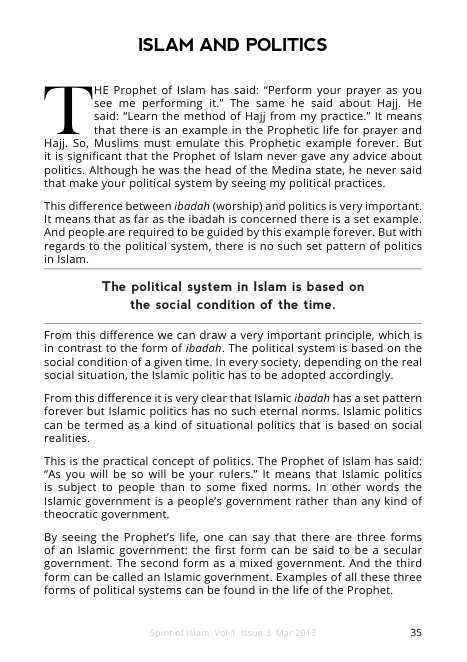 ISLAM AND POLITICS
THE Prophet of Islam has said: “Perform your prayer as you
see me performing it.” The same he said about Hajj. He
said: “Learn the method of Hajj from my practice.” It means
that there is an example in the Prophetic life for prayer and
Hajj. So, Muslims must emulate this Prophetic example forever. But
it is significant that the Prophet of Islam never gave any advice about
politics. Although he was the head of the Medina state, he never said
that make your political system by seeing my political practices.
This difference between ibadah (worship) and politics is very important.
It means that as far as the ibadah is concerned there is a set example.
And people are required to be guided by this example forever. But with
regards to the political system, there is no such set pattern of politics
in Islam.
The political system in Islam is based on
the social condition of the time.
From this difference we can draw a very important principle, which is
in contrast to the form of ibadah. The political system is based on the
social condition of a given time. In every society, depending on the real
social situation, the Islamic politic has to be adopted accordingly.
From this difference it is very clear that Islamic ibadah has a set pattern
forever but Islamic politics has no such eternal norms. Islamic politics
can be termed as a kind of situational politics that is based on social
realities.
This is the practical concept of politics. The Prophet of Islam has said:
“As you will be so will be your rulers.” It means that Islamic politics
is subject to people than to some fixed norms. In other words the
Islamic government is a people’s government rather than any kind of
theocratic government.
By seeing the Prophet’s life, one can say that there are three forms
of an Islamic government: the first form can be said to be a secular
government. The second form as a mixed government. And the third
form can be called an Islamic government. Examples of all these three
forms of political systems can be found in the life of the Prophet.
Spirit of Islam Vol 1 Issue 3 Mar 2013 35